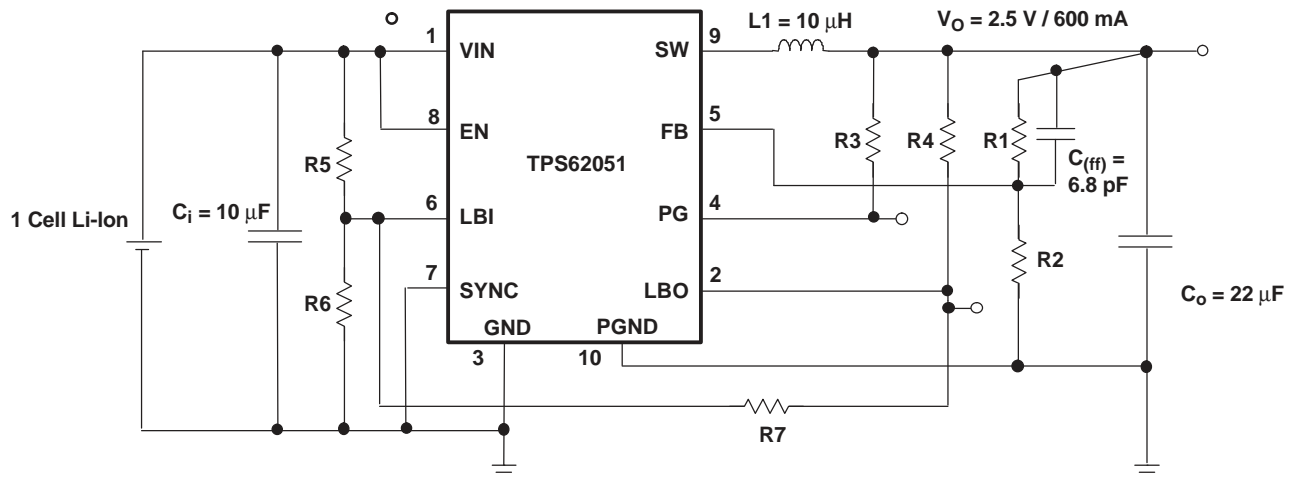 L1 = 10 μH
V_O = 2.5 V / 600 mA
1
VIN
SW
9
8
EN
FB
5
TPS62051
R5
R3
R4
R1
C_(ff) =
6.8 pF
1 Cell Li-Ion
C_i = 10 μF
6
LBI
PG
4
R2
7
SYNC
LBO
2
R6
C_o = 22 μF
GND
PGND
3
10
R7